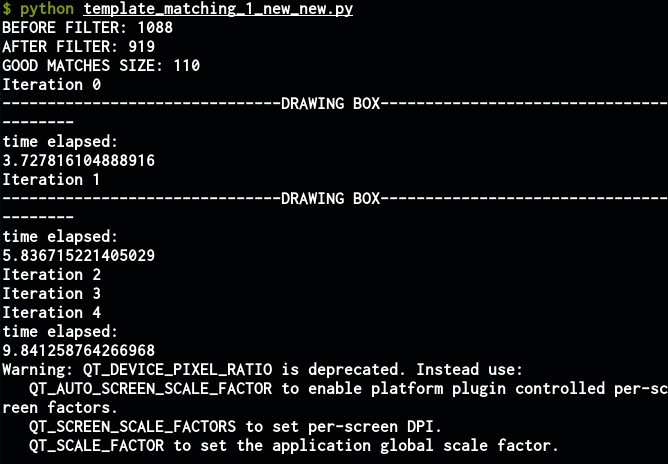 $ python template_matching_1_new_new.py
BEFORE FILTER: 1088
AFTER FILTER: 919
GOOD MATCHES SIZE: 110
Iteration 0
-------------------------------DRAWING BOX--------------------------------
--------
time elapsed:
3.727816104888916
Iteration 1
-------------------------------DRAWING BOX--------------------------------
--------
time elapsed:
5.836715221405029
Iteration 2
Iteration 3
Iteration 4
time elapsed:
9.841258764266968
Warning: QT_DEVICE_PIXEL_RATIO is deprecated. Instead use:
   QT_AUTO_SCREEN_SCALE_FACTOR to enable platform plugin controlled per-sc
reen factors.
   QT_SCREEN_SCALE_FACTORS to set per-screen DPI.
   QT_SCALE_FACTOR to set the application global scale factor.